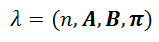 λ = (n, A, B, π)